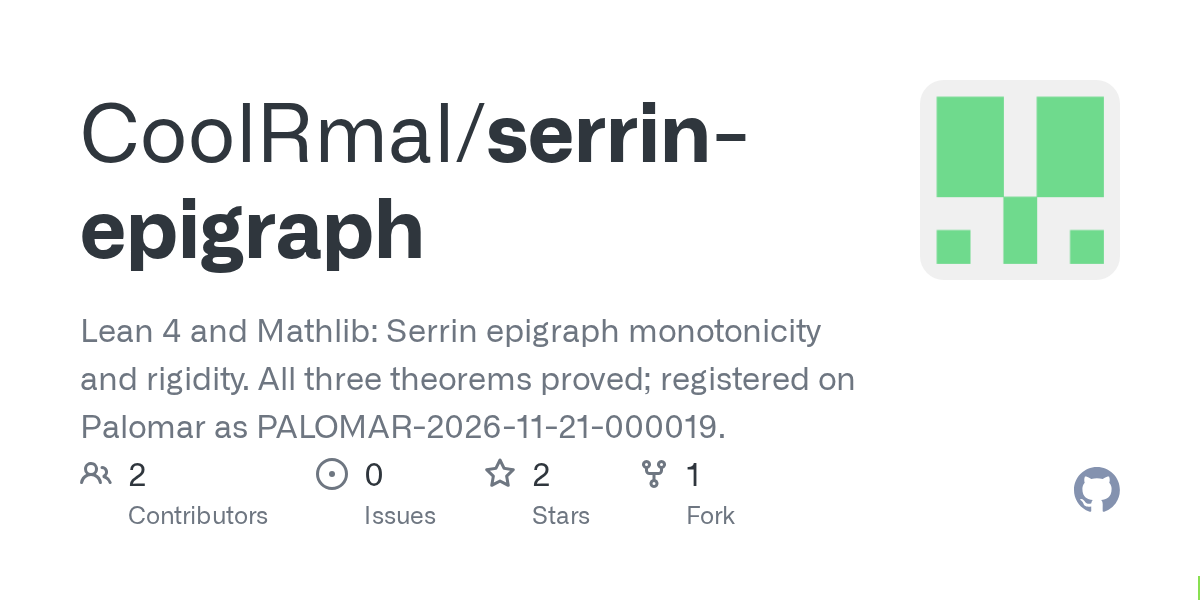 CoolRmal/serrin-
epigraph
Lean 4 and Mathlib: Serrin epigraph monotonicity
and rigidity. All three theorems proved; registered on
Palomar as PALOMAR-2026-11-21-000019.
2 0 2 1
Contributors Issues Stars Fork